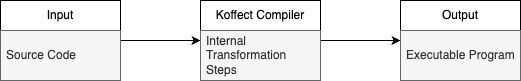 Input
Source Code
Koffect Compiler
Internal
Transformation
Steps
Output
Executable Program